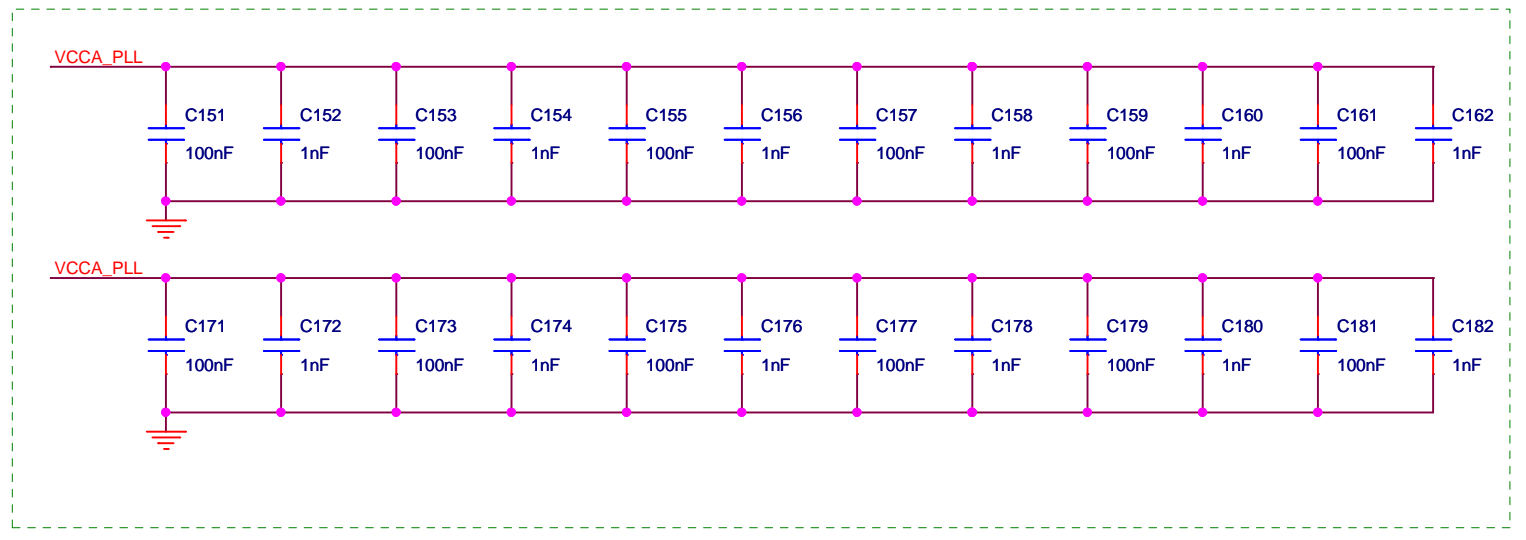 VCCA_PLL
C151 C152 C153 C154 C155 C156 C157 C158 C159 C160 C161 C162
100nF 1nF 100nF 1nF 100nF 1nF 100nF 1nF 100nF 1nF 100nF 1nF
VCCA_PLL
C171 C172 C173 C174 C175 C176 C177 C178 C179 C180 C181 C182
100nF 1nF 100nF 1nF 100nF 1nF 100nF 1nF 100nF 1nF 100nF 1nF